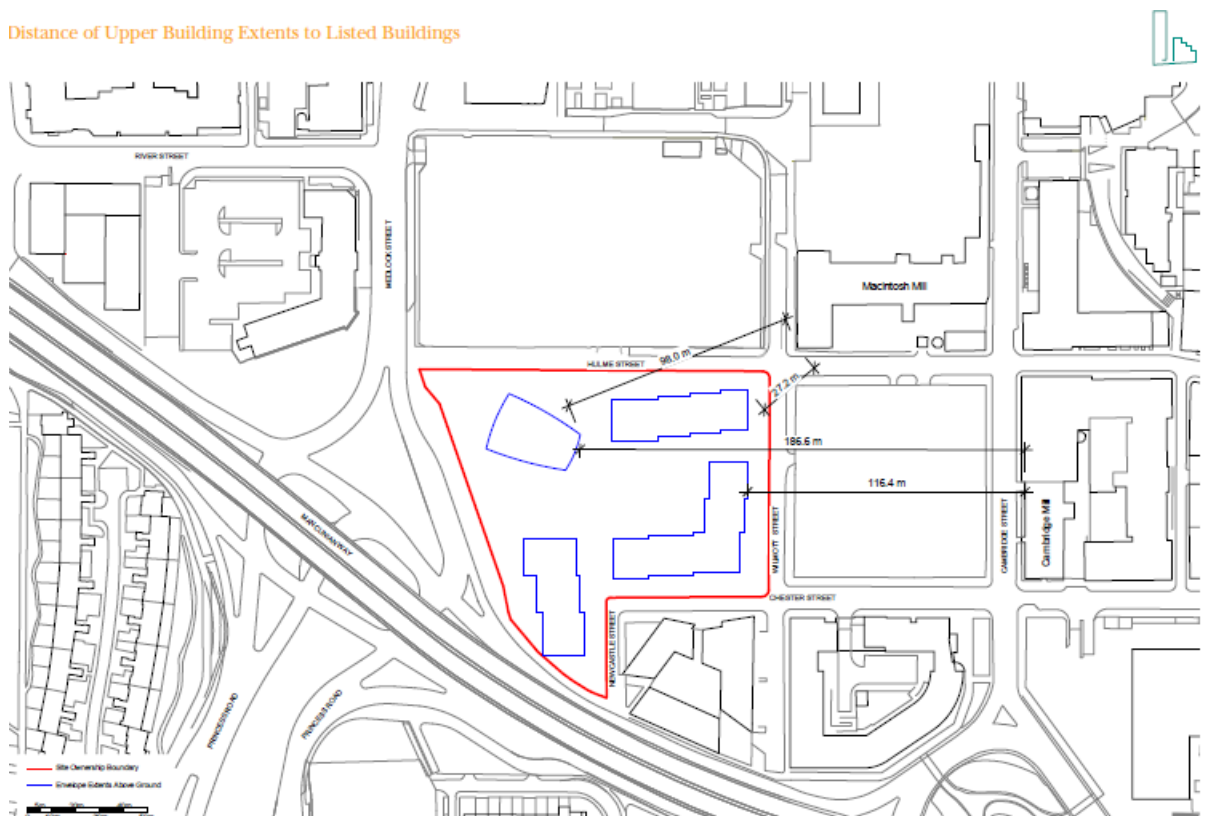 Distance of Upper Building Extents to Listed Buildings
RIVER STREET
MEDLOCK STREET
Macintosh Mill
HULME STREET
98.0 m
27.2 m
186.6 m
116.4 m
MANCUNIAN WAY
WILMOTT STREET
CAMBRIDGE STREET
Cambridge Mill
CHESTER STREET
NEWCASTLE STREET
PRINCESS ROAD
PRINCESS ROAD
Site Ownership Boundary
Envelope Extents Above Ground